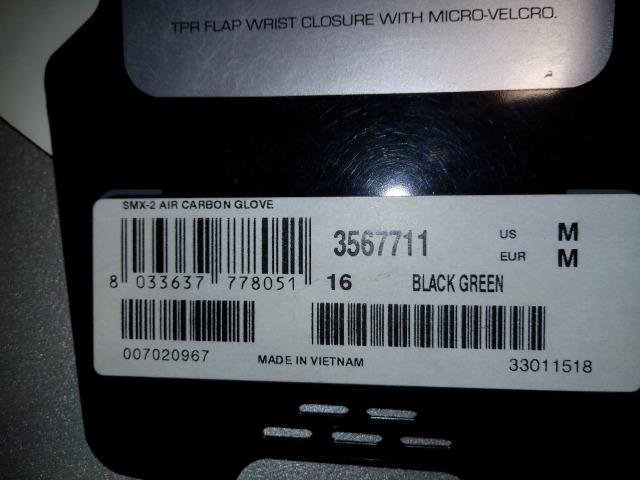 TPR FLAP WRIST CLOSURE WITH MICRO-VELCRO.
SMX-2 AIR CARBON GLOVE
3567711
US M
EUR M
8 033637 778051
16 BLACK GREEN
007020967
MADE IN VIETNAM
33011518